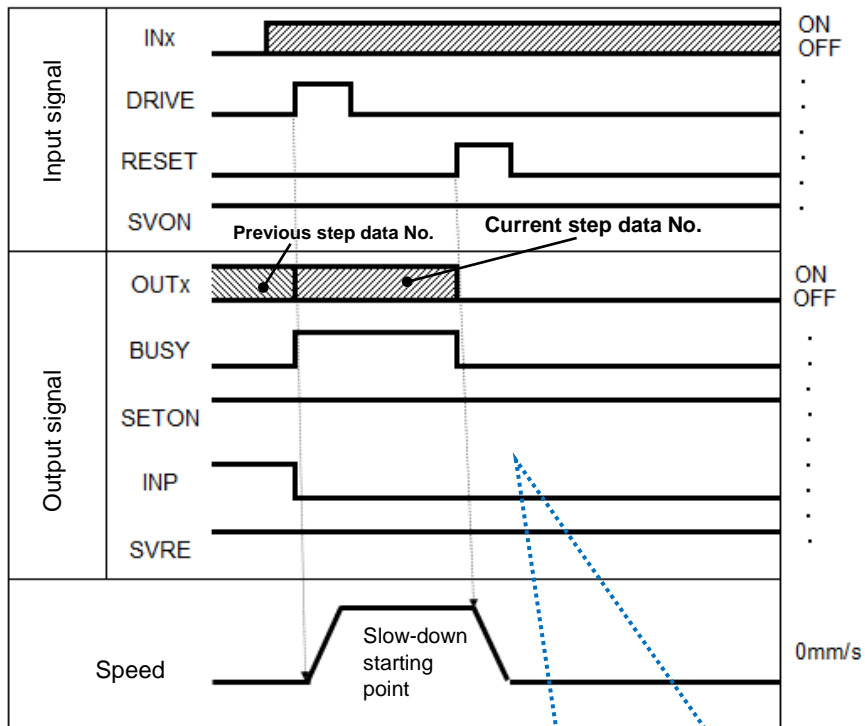 Input signal
INx
ON
OFF
DRIVE
RESET
SVON
Previous step data No.
Current step data No.
Output signal
OUTx
ON
OFF
BUSY
SETON
INP
SVRE
Speed
Slow-down
starting
point
0mm/s